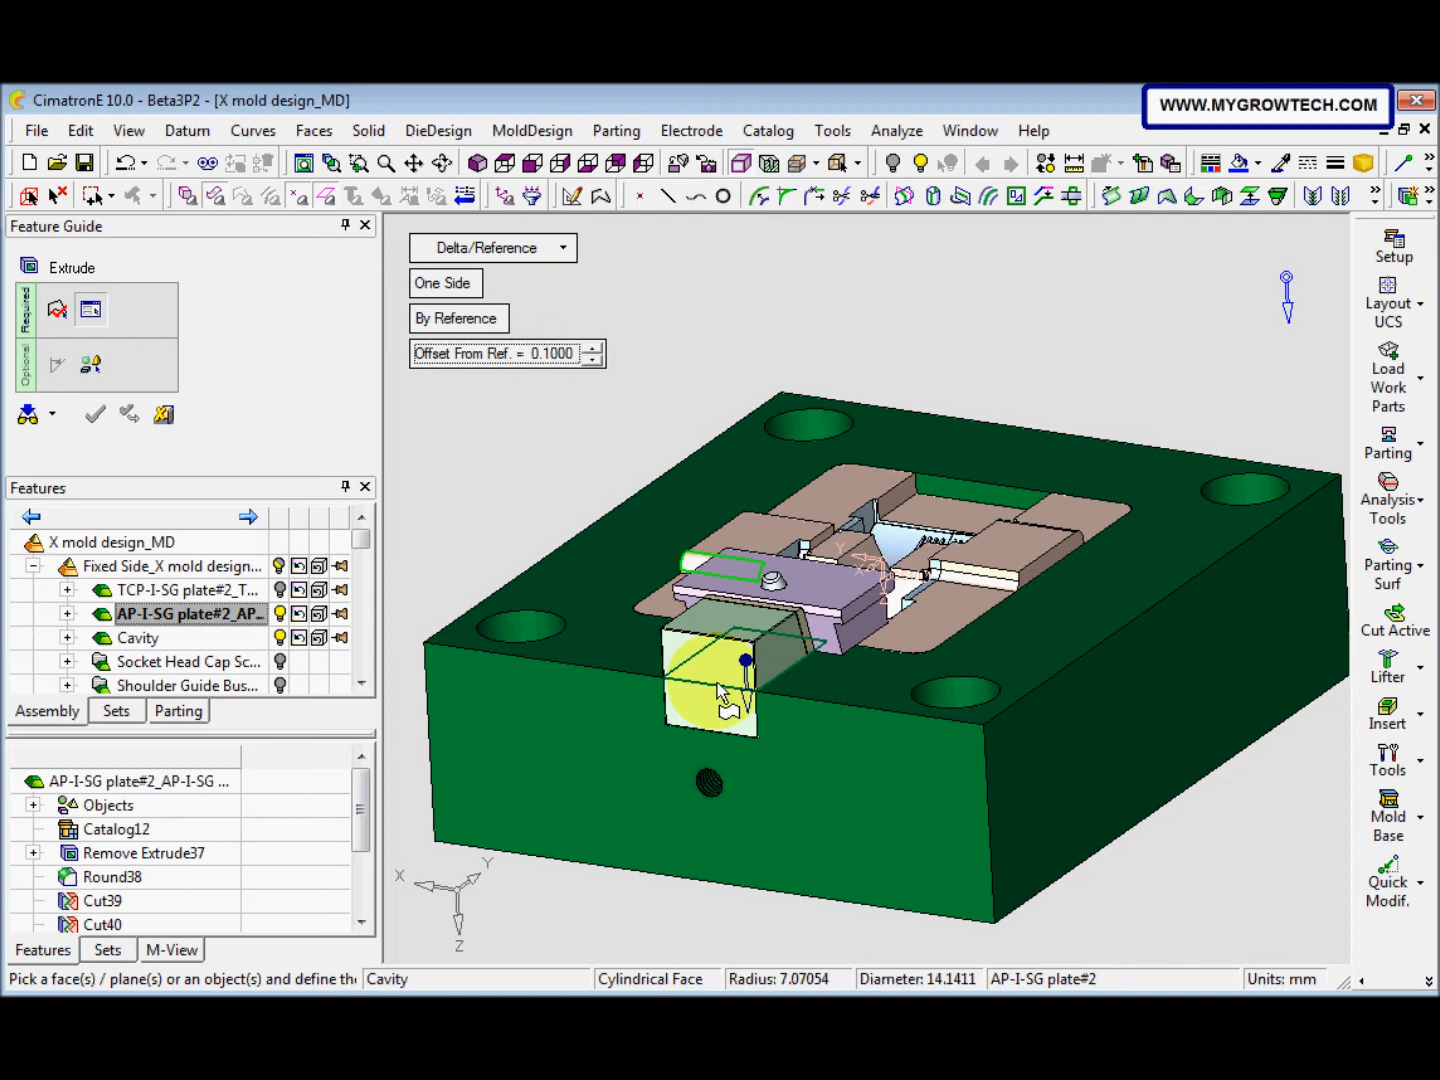 CimatronE 10.0 - Beta3P2 - [X mold design_MD]
WWW.MYGROWTECH.COM
File Edit View Datum Curves Faces Solid DieDesign MoldDesign Parting Electrode Catalog Tools Analyze Window Help
Feature Guide
Extrude
Required
Optional
Delta/Reference
One Side
By Reference
Offset From Ref. = 0.1000
Features
X mold design_MD
Fixed Side_X mold design...
TCP-I-SG plate#2_T...
AP-I-SG plate#2_AP...
Cavity
Socket Head Cap Sc...
Shoulder Guide Bus...
Assembly Sets Parting
AP-I-SG plate#2_AP-I-SG ...
Objects
Catalog12
Remove Extrude37
Round38
Cut39
Cut40
Features Sets M-View
X
Y
Z
Y
X
Z
Setup
Layout
UCS
Load
Work
Parts
Parting
Analysis
Tools
Parting
Surf
Cut Active
Lifter
Insert
Tools
Mold
Base
Quick
Modif.
Pick a face(s) / plane(s) or an object(s) and define the Cavity Cylindrical Face Radius: 7.07054 Diameter: 14.1411 AP-I-SG plate#2 Units: mm